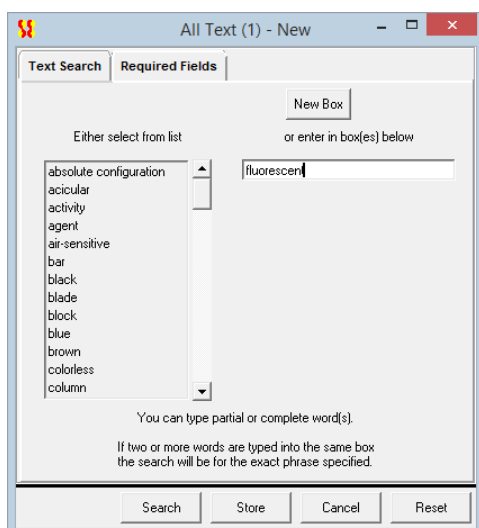 All Text (1) - New
Text Search Required Fields
New Box
Either select from list or enter in box(es) below
absolute configuration fluorescent
acicular
activity
agent
air-sensitive
bar
black
blade
block
blue
brown
colorless
column
You can type partial or complete word(s).
If two or more words are typed into the same box
the search will be for the exact phrase specified.
Search Store Cancel Reset